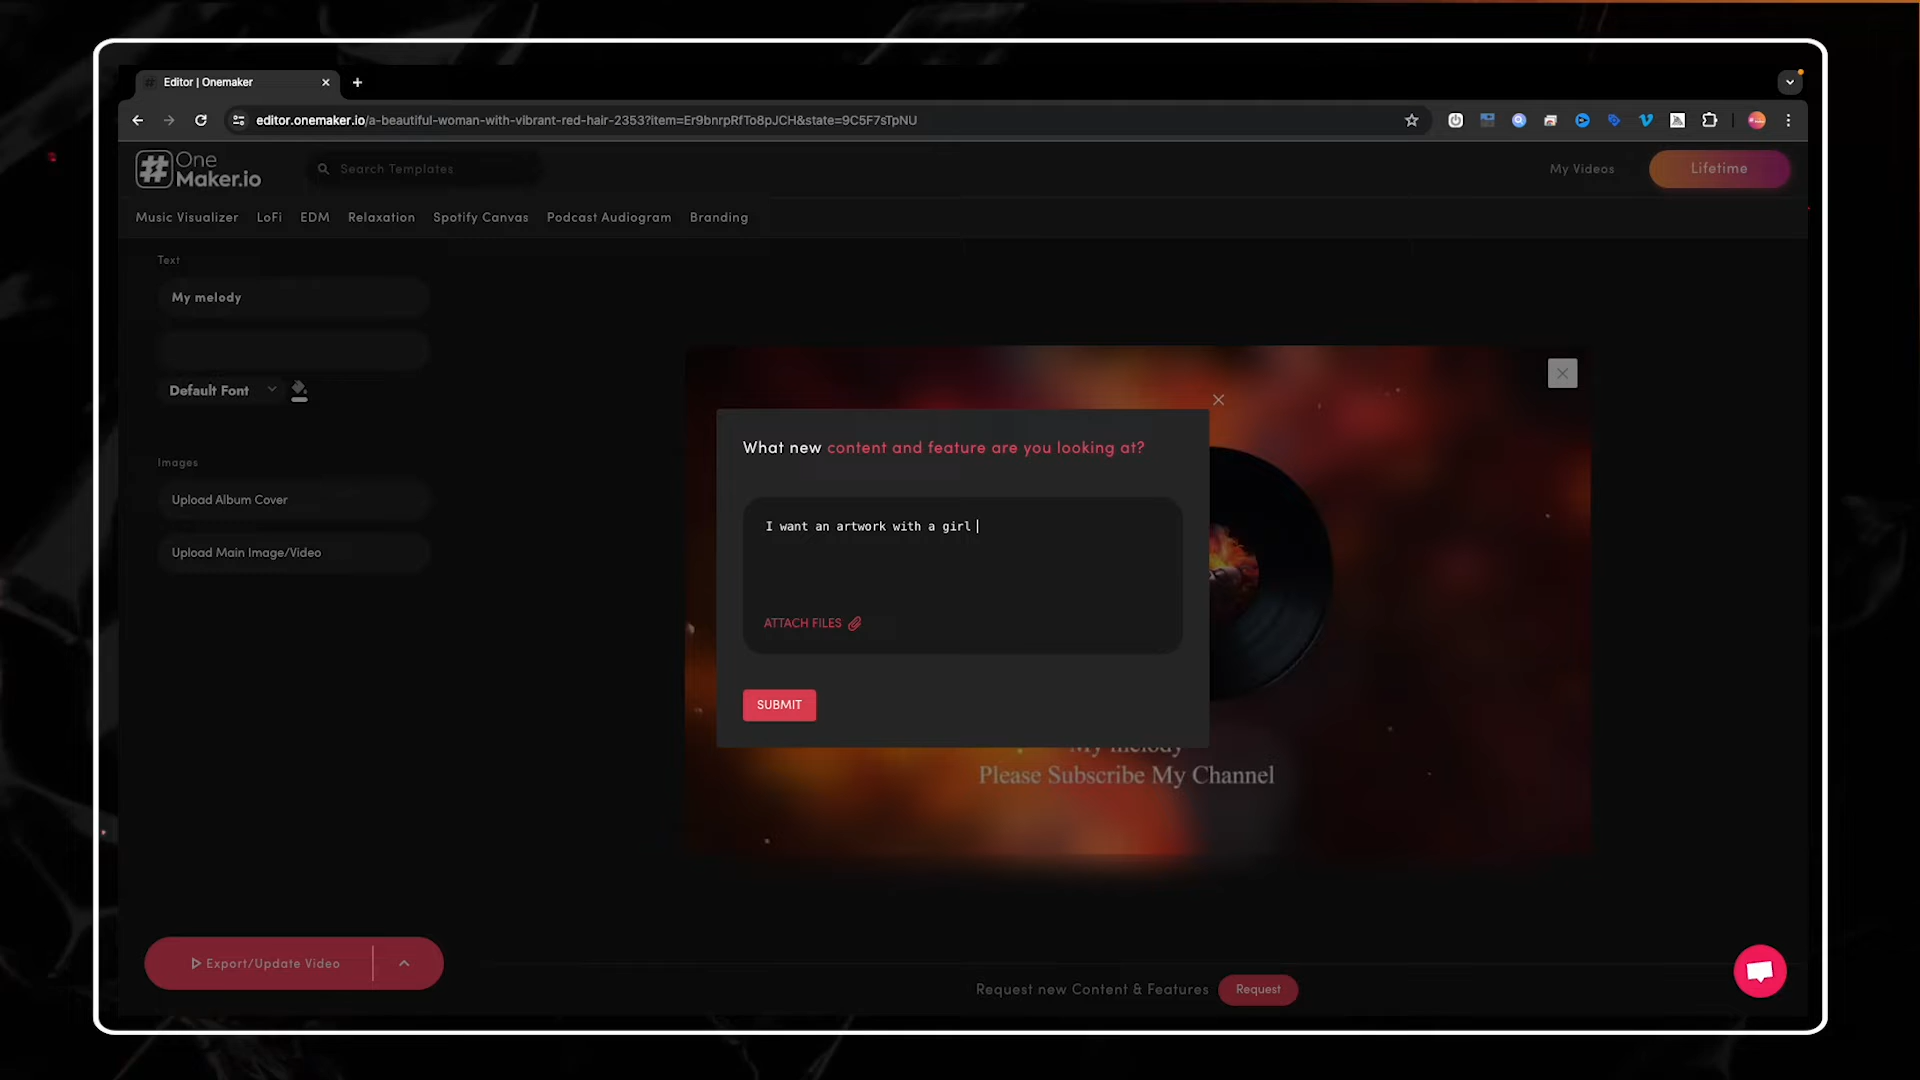 Editor | Onemaker
editor.onemaker.io/a-beautiful-woman-with-vibrant-red-hair-2353?item=Er9bnrpRfTo8pJCH&state=9C5F7sTpNU
# One Maker.io
Search Templates
My Videos
Lifetime
Music Visualizer
LoFi
EDM
Relaxation
Spotify Canvas
Podcast Audiogram
Branding
Text
My melody
Default Font
Images
Upload Album Cover
Upload Main Image/Video
What new content and feature are you looking at?
I want an artwork with a girl
ATTACH FILES
SUBMIT
My melody
Please Subscribe My Channel
Export/Update Video
Request new Content & Features
Request